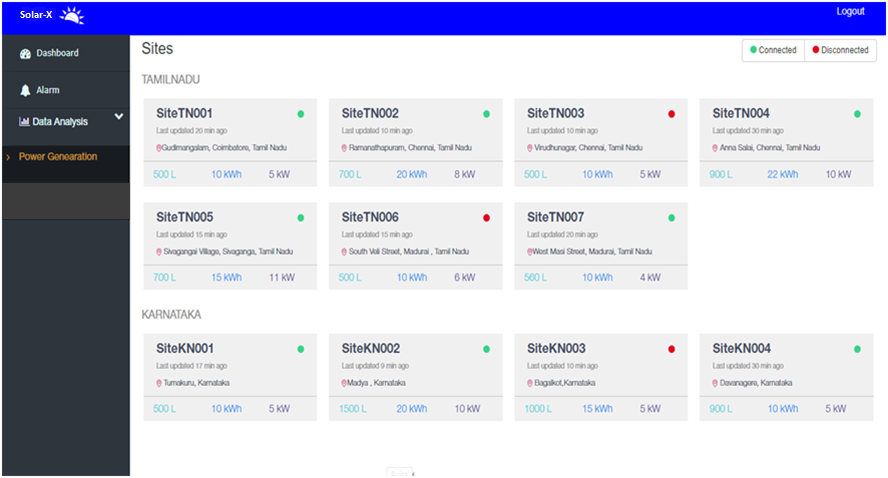 Solar-X
Logout
Dashboard
Alarm
Data Analysis
Power Genearation
Sites
Connected
Disconnected
TAMILNADU
SiteTN001
Last updated 20 min ago
Gudimangalam, Coimbatore, Tamil Nadu
500 L 10 kWh 5 kW
SiteTN002
Last updated 10 min ago
Ramanathapuram, Chennai, Tamil Nadu
700 L 20 kWh 8 kW
SiteTN003
Last updated 10 min ago
Virudhunagar, Chennai, Tamil Nadu
500 L 10 kWh 5 kW
SiteTN004
Last updated 30 min ago
Anna Salai, Chennai, Tamil Nadu
900 L 22 kWh 10 kW
SiteTN005
Last updated 15 min ago
Sivagangai Village, Sivaganga, Tamil Nadu
700 L 15 kWh 11 kW
SiteTN006
Last updated 15 min ago
South Veli Street, Madurai , Tamil Nadu
500 L 10 kWh 6 kW
SiteTN007
Last updated 20 min ago
West Masi Street, Madurai, Tamil Nadu
560 L 10 kWh 4 kW
KARNATAKA
SiteKN001
Last updated 17 min ago
Tumakuru, Karnataka
500 L 10 kWh 5 kW
SiteKN002
Last updated 9 min ago
Madya , Karnataka
1500 L 20 kWh 10 kW
SiteKN003
Last updated 10 min ago
Bagalkot,Karnataka
1000 L 15 kWh 5 kW
SiteKN004
Last updated 30 min ago
Davanagere, Karnataka
900 L 10 kWh 5 kW